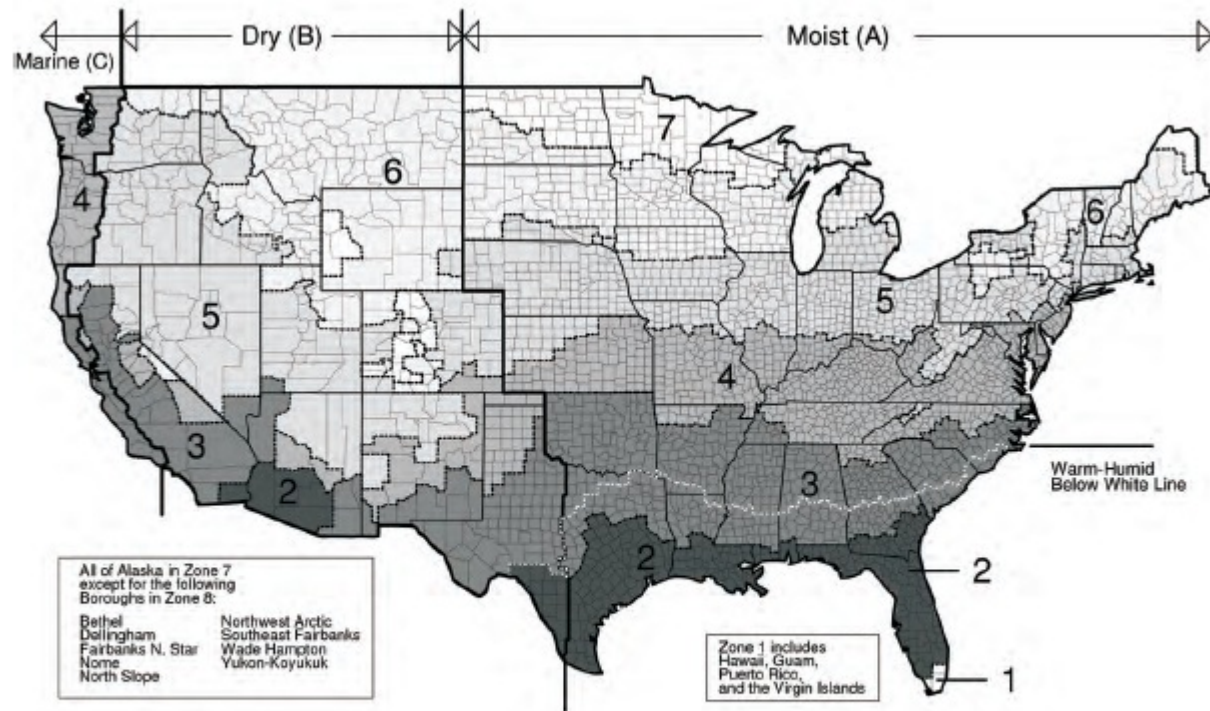 Marine (C)
Dry (B)
Moist (A)
7
6
4
6
5
5
4
3
3
2
2
2
1
Warm-Humid
Below White Line
All of Alaska in Zone 7
except for the following
Boroughs in Zone 8:
Bethel
Dellingham
Fairbanks N. Star
Nome
North Slope
Northwest Arctic
Southeast Fairbanks
Wade Hampton
Yukon-Koyukuk
Zone 1 includes
Hawaii, Guam,
Puerto Rico,
and the Virgin Islands